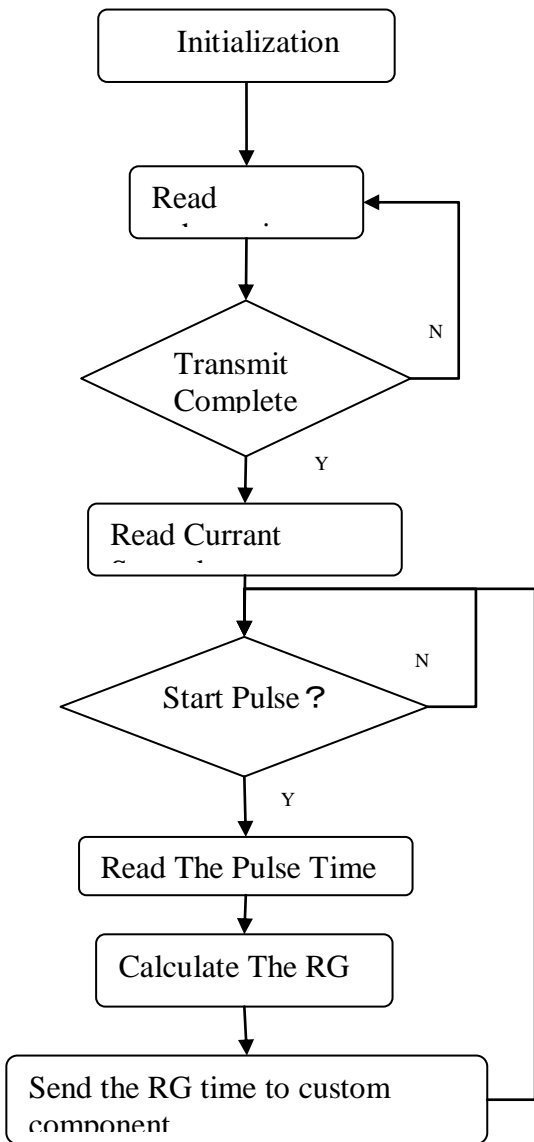 Initialization
Read
N
Transmit
Complete
Y
Read Currant
N
Start Pulse？
Y
Read The Pulse Time
Calculate The RG
Send the RG time to custom
component